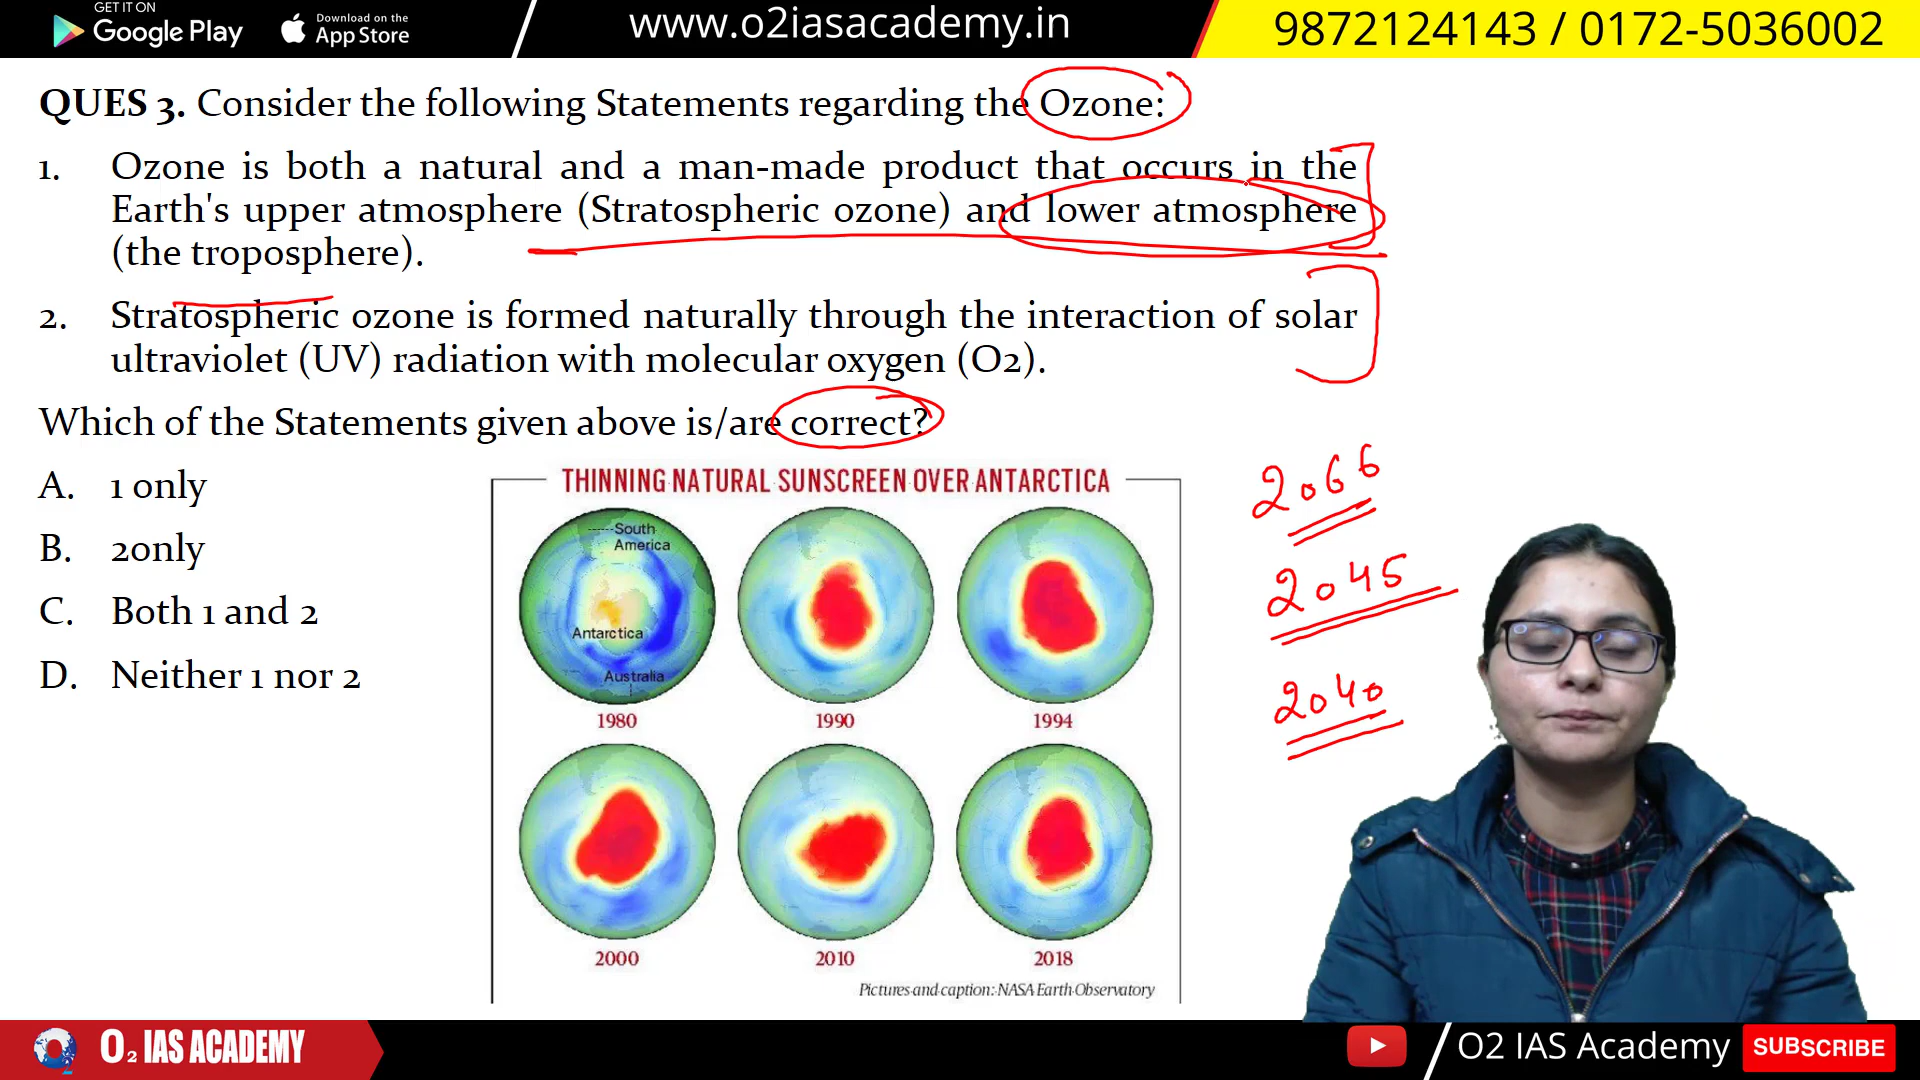 GET IT ON
Google Play
Download on the
App Store
www.o2iasacademy.in
9872124143 / 0172-5036002
QUES 3. Consider the following Statements regarding the Ozone:
1. Ozone is both a natural and a man-made product that occurs in the
Earth's upper atmosphere (Stratospheric ozone) and lower atmosphere
(the troposphere).
2. Stratospheric ozone is formed naturally through the interaction of solar
ultraviolet (UV) radiation with molecular oxygen (O2).
Which of the Statements given above is/are correct?
A. 1 only
B. 2only
C. Both 1 and 2
D. Neither 1 nor 2
THINNING NATURAL SUNSCREEN OVER ANTARCTICA
South
America
Antarctica
Australia
1980
1990
1994
2000
2010
2018
Pictures and caption: NASA Earth Observatory
2066
2045
2040
O2 IAS ACADEMY
O2 IAS Academy
SUBSCRIBE